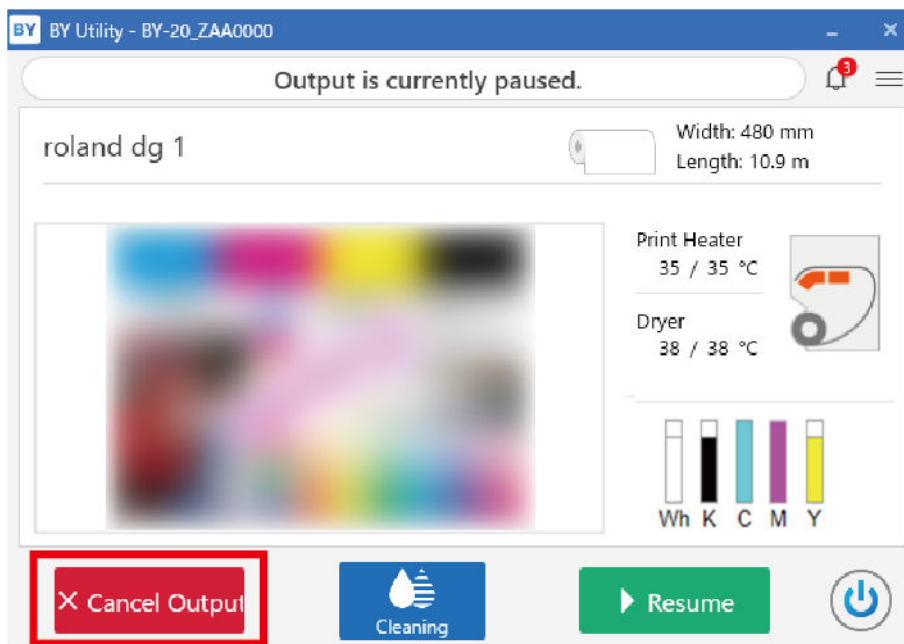 BY BY Utility - BY-20_ZAA0000
Output is currently paused.
3
roland dg 1
Width: 480 mm
Length: 10.9 m
Print Heater
35 / 35 °C
Dryer
38 / 38 °C
Wh K C M Y
Cancel Output
Cleaning
Resume